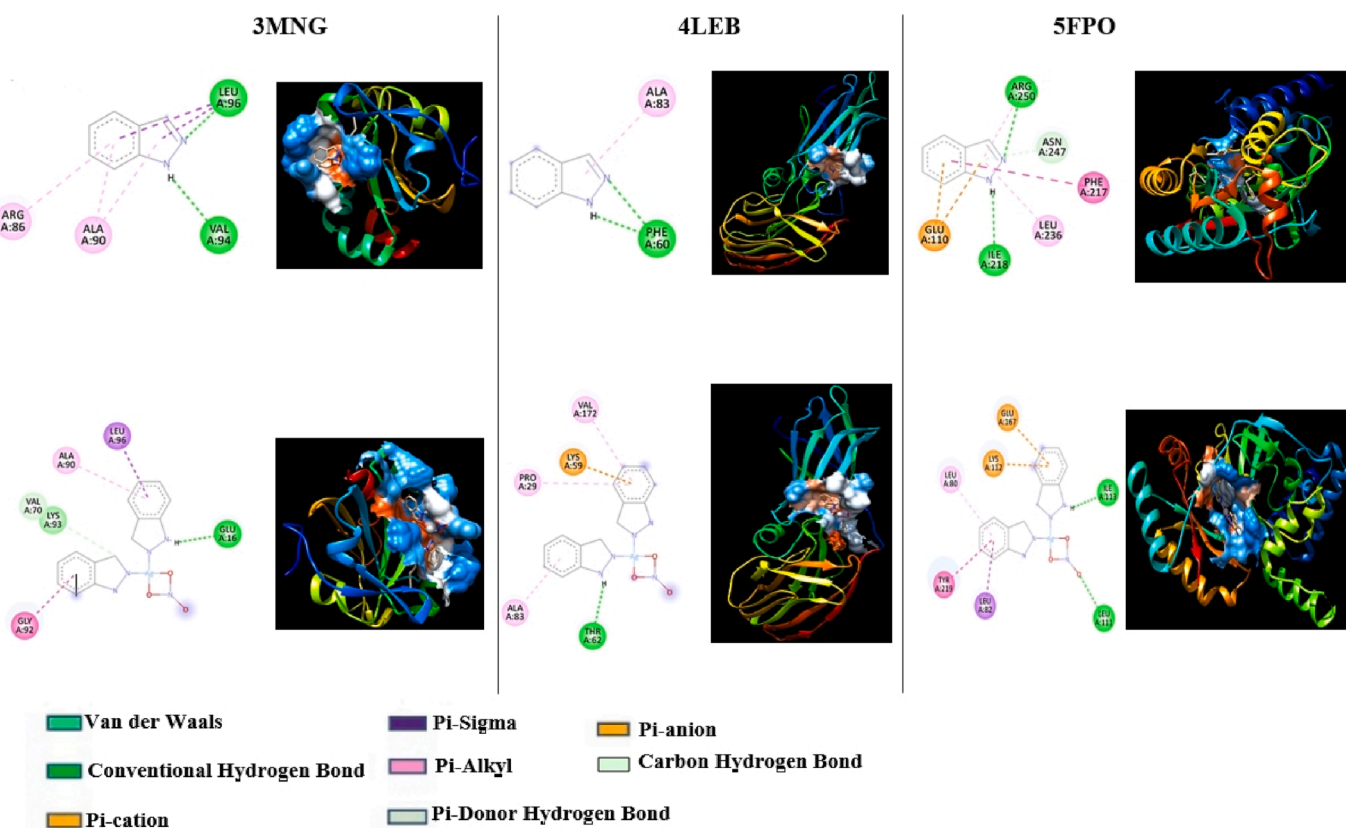 3MNG
4LEB
5FPO
LEU
A:96
ARG
A:86
ALA
A:90
VAL
A:94
H
N
ALA
A:83
N
N
H
PHE
A:60
ARG
A:250
ASN
A:247
PHE
A:217
N
N
H
GLU
A:110
LEU
A:236
ILE
A:218
LEU
A:96
ALA
A:90
VAL
A:70
LYS
A:93
GLU
A:16
GLY
A:92
VAL
A:172
LYS
A:59
PRO
A:29
ALA
A:83
THR
A:62
GLU
A:167
LYS
A:112
LEU
A:80
ILE
A:113
TYR
A:219
LEU
A:82
LEU
A:111
Van der Waals
Pi-Sigma
Pi-anion
Conventional Hydrogen Bond
Pi-Alkyl
Carbon Hydrogen Bond
Pi-cation
Pi-Donor Hydrogen Bond